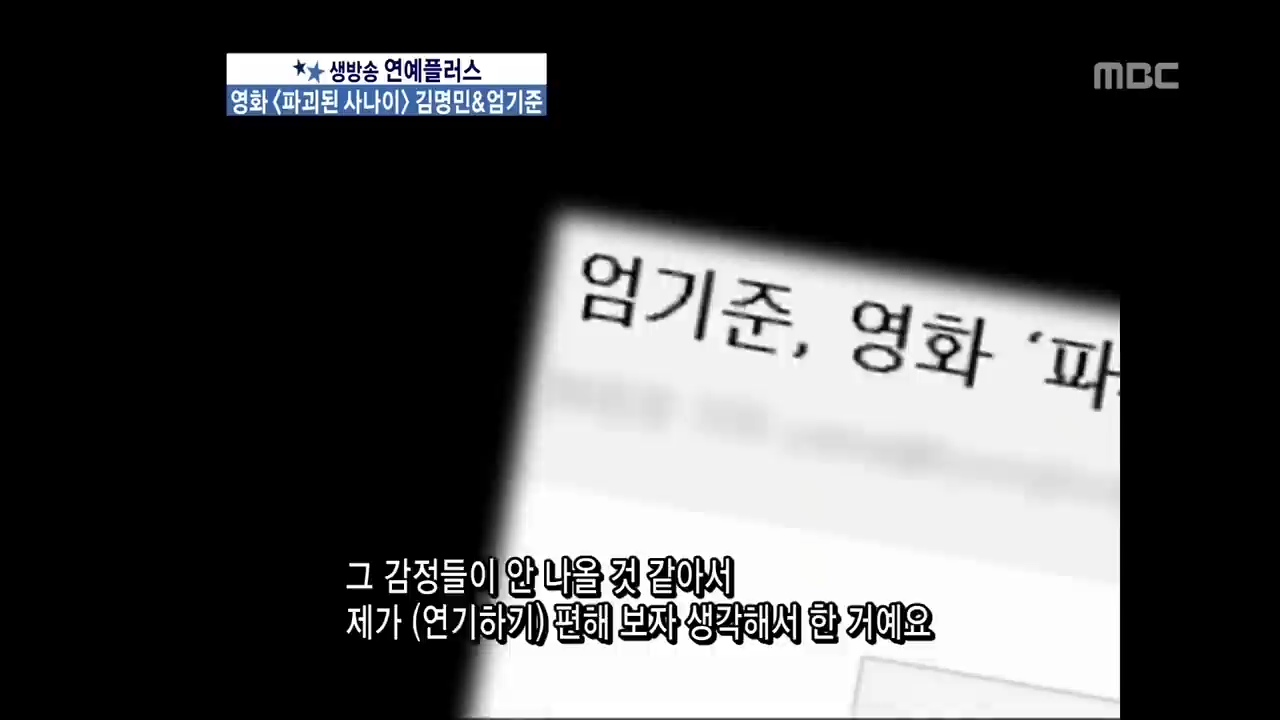 생방송 연예플러스
영화 <파괴된 사나이> 김명민&엄기준
MBC
엄기준, 영화 ‘파
그 감정들이 안 나올 것 같아서
제가 (연기하기) 편해 보자 생각해서 한 거예요